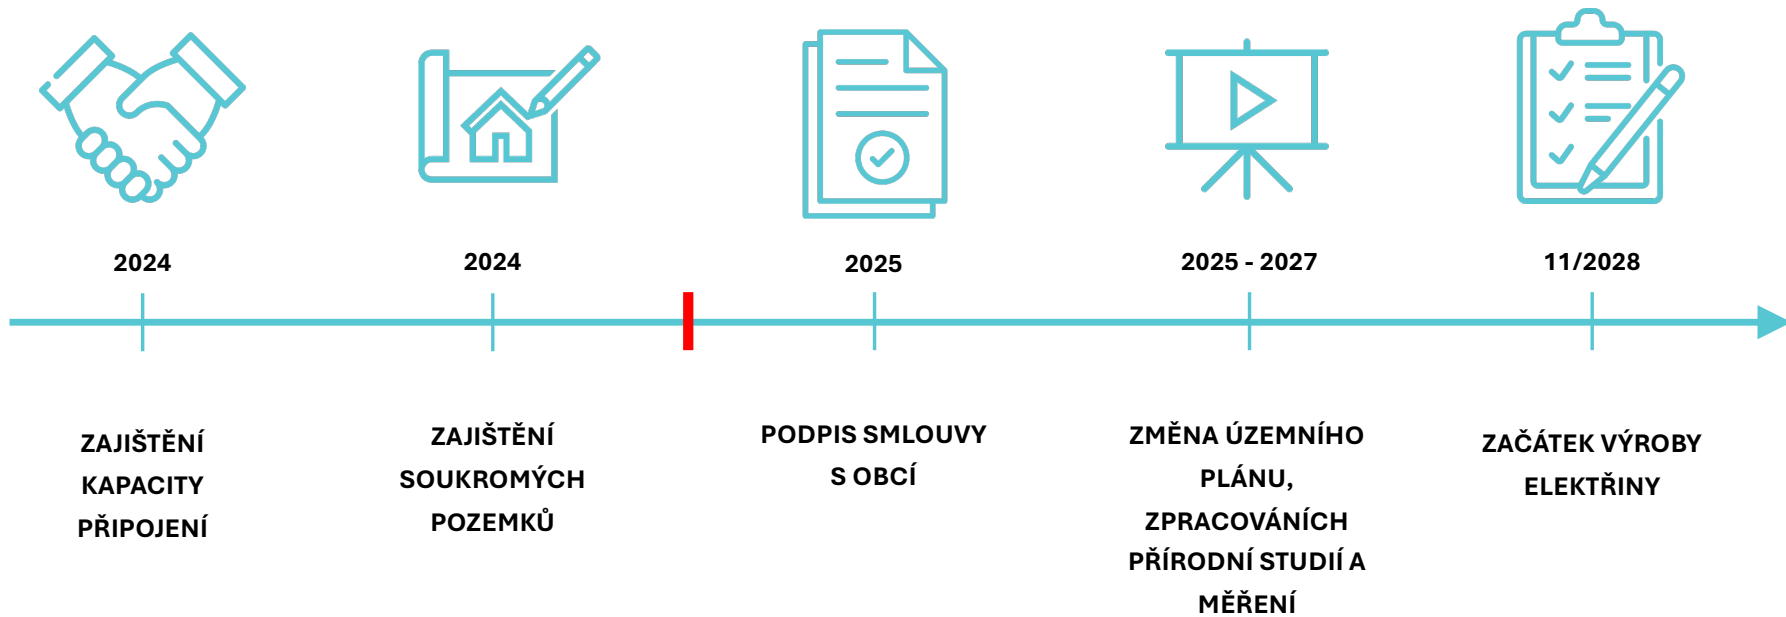 2024
ZAJIŠTĚNÍ
KAPACITY
PŘIPOJENÍ
2024
ZAJIŠTĚNÍ
SOUKROMÝCH
POZEMKŮ
2025
PODPIS SMLOUVY
S OBCÍ
2025 - 2027
ZMĚNA ÚZEMNÍHO
PLÁNU,
ZPRACOVÁNÍCH
PŘÍRODNÍ STUDIÍ A
MĚŘENÍ
11/2028
ZAČÁTEK VÝROBY
ELEKTŘINY